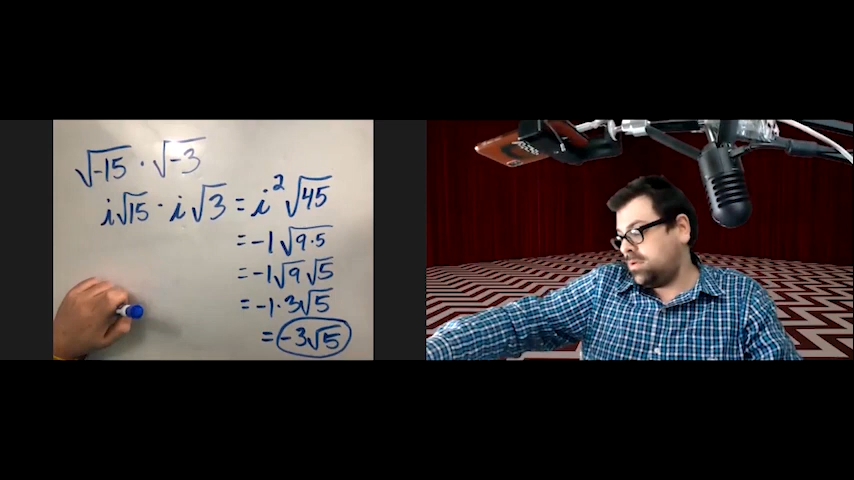 √-15 · √-3
i√15 · i√3 = i² √45
= -1√9·5
= -1√9 √5
= -1·3√5
= -3√5